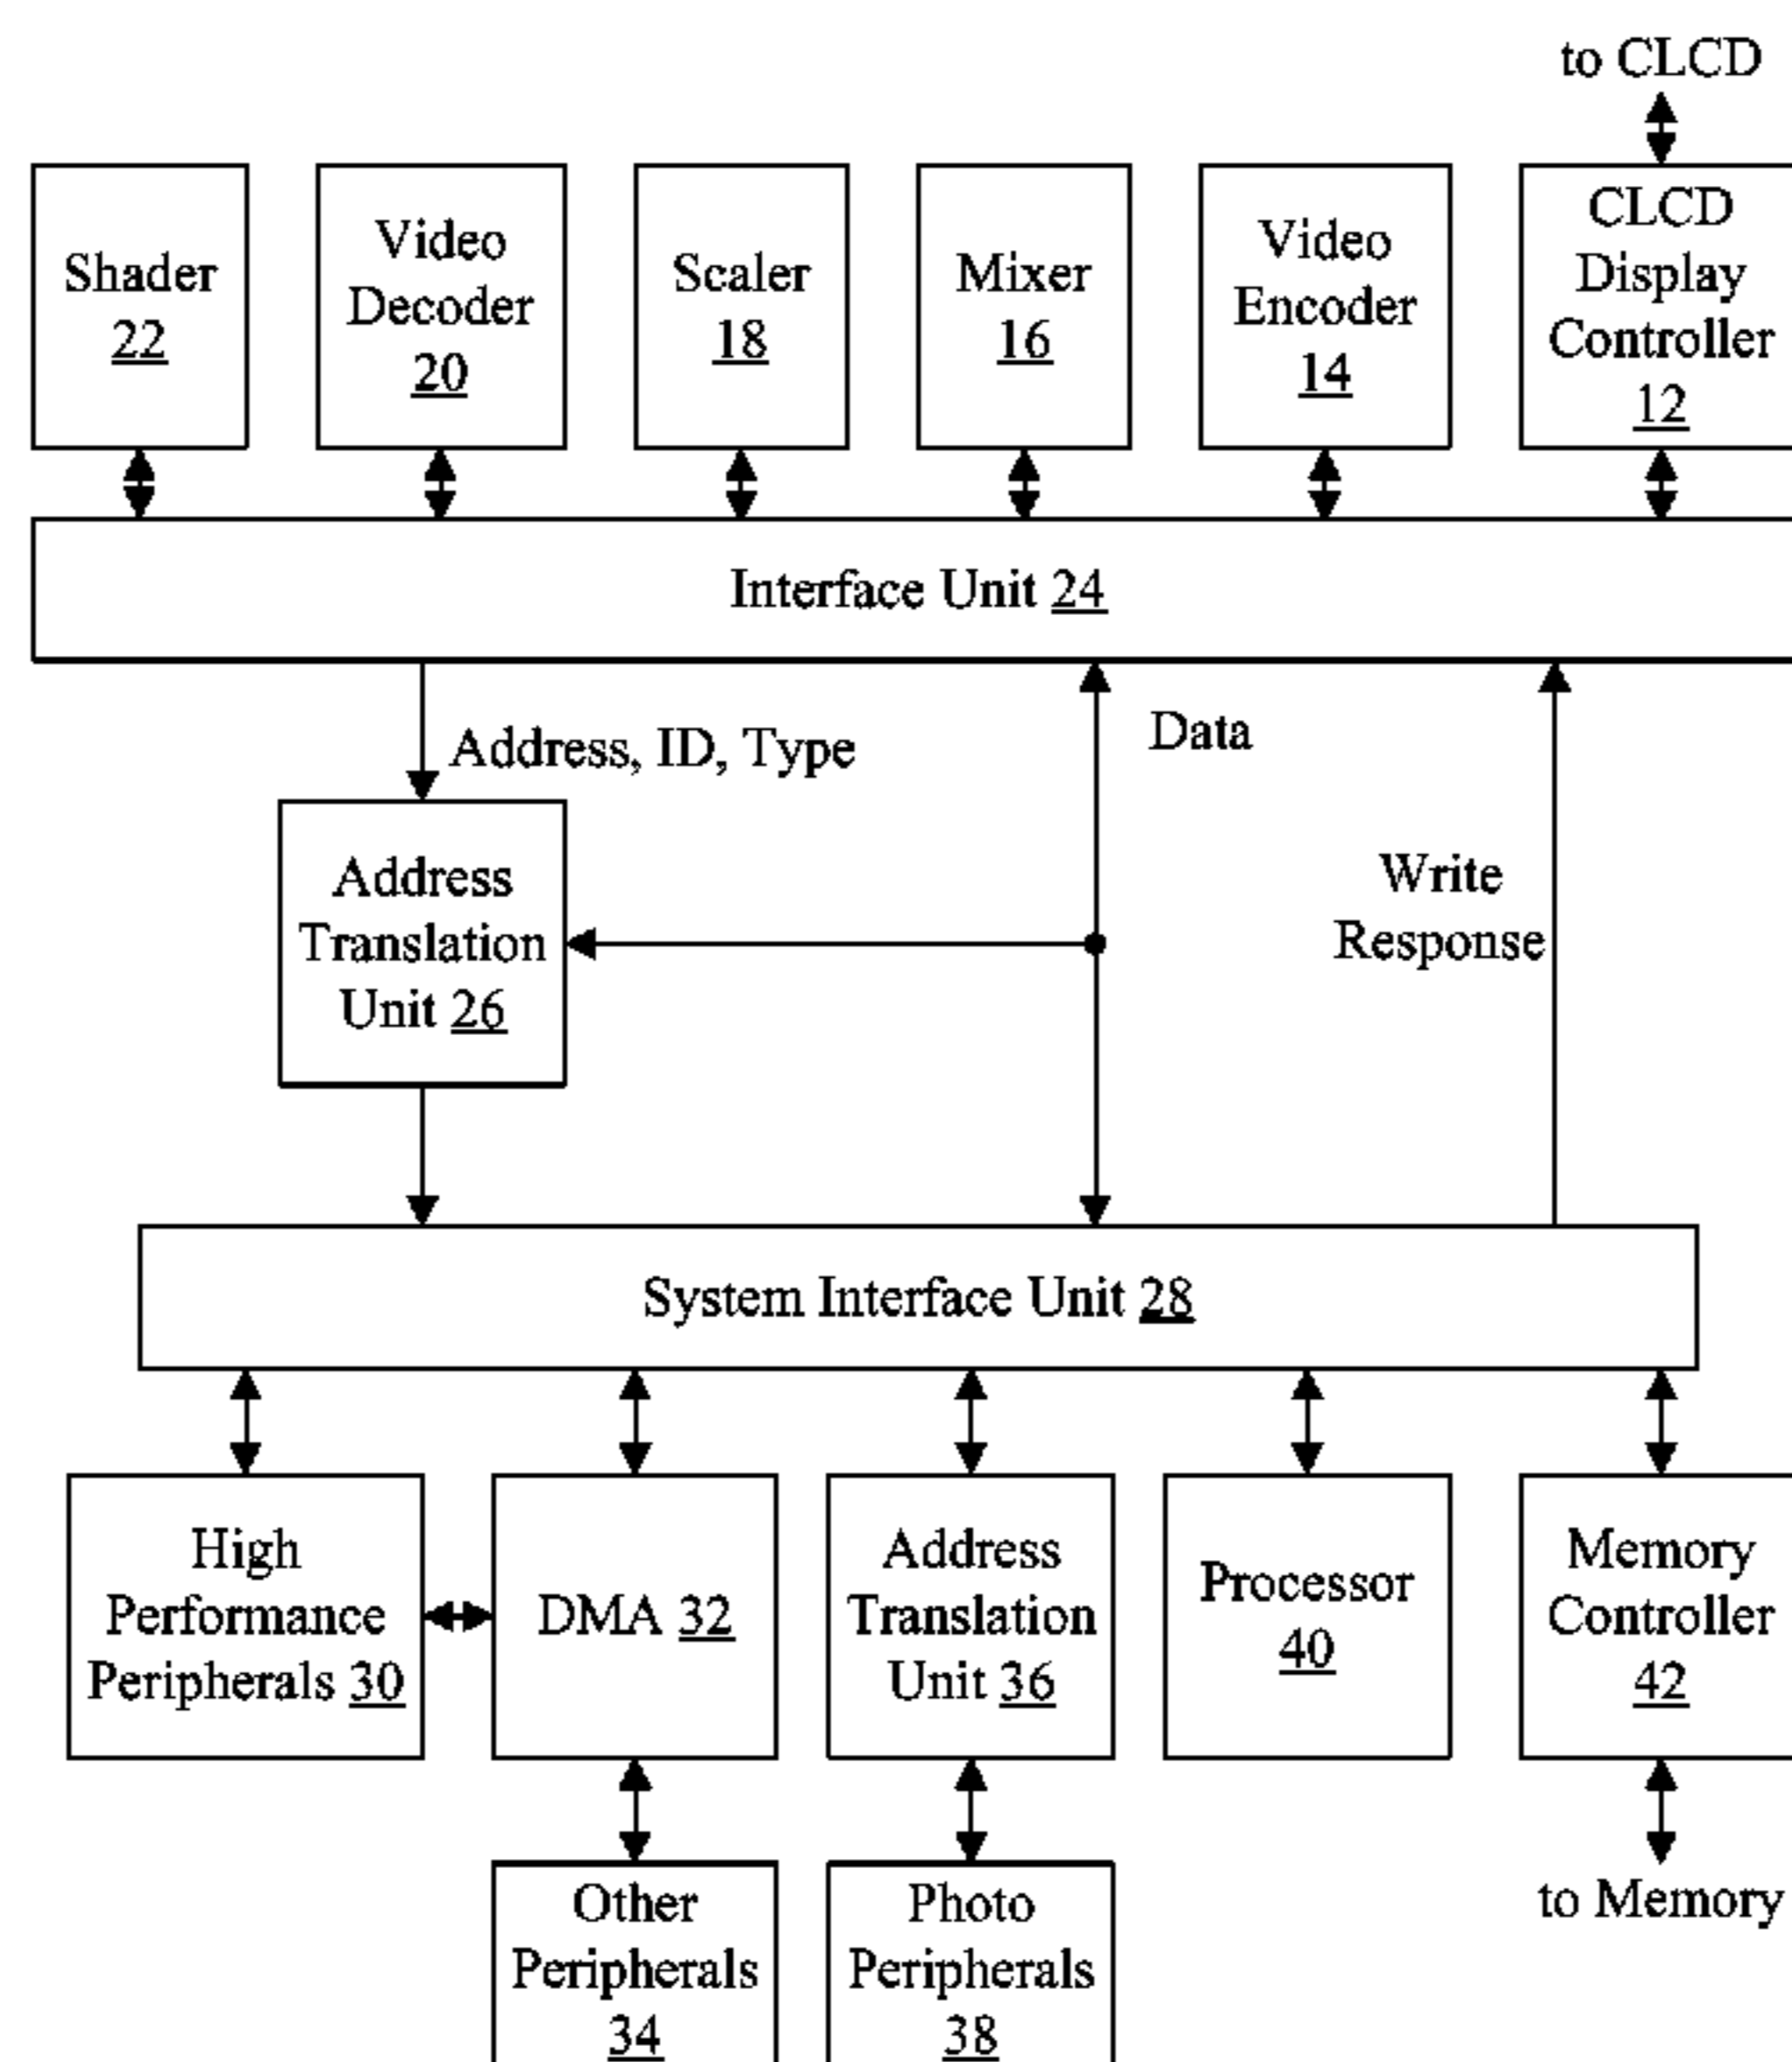 to CLCD
Shader
22
Video
Decoder
20
Scaler
18
Mixer
16
Video
Encoder
14
CLCD
Display
Controller
12
Interface Unit 24
Address, ID, Type
Data
Address
Translation
Unit 26
Write
Response
System Interface Unit 28
High
Performance
Peripherals 30
DMA 32
Address
Translation
Unit 36
Processor
40
Memory
Controller
42
Other
Peripherals
34
Photo
Peripherals
38
to Memory